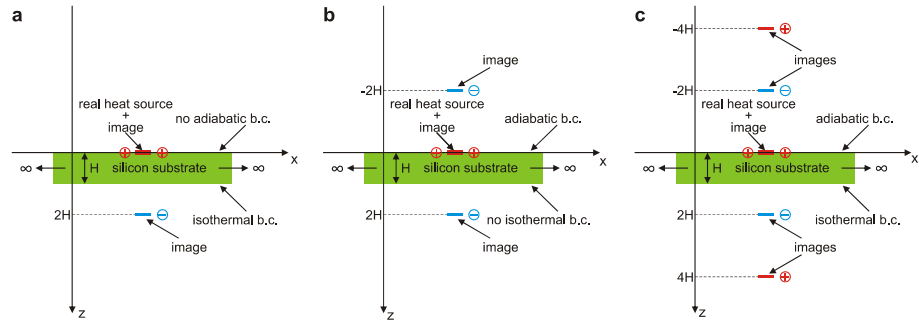 a
real heat source
+
image
no adiabatic b.c.
x
∞
H
silicon substrate
∞
isothermal b.c.
2H
⊖
image
z
b
image
-2H
⊖
real heat source
+
image
adiabatic b.c.
x
∞
H
silicon substrate
∞
no isothermal b.c.
2H
⊖
image
z
c
-4H
⊕
images
-2H
⊖
real heat source
+
image
adiabatic b.c.
x
∞
H
silicon substrate
∞
isothermal b.c.
2H
⊖
images
4H
⊕
z